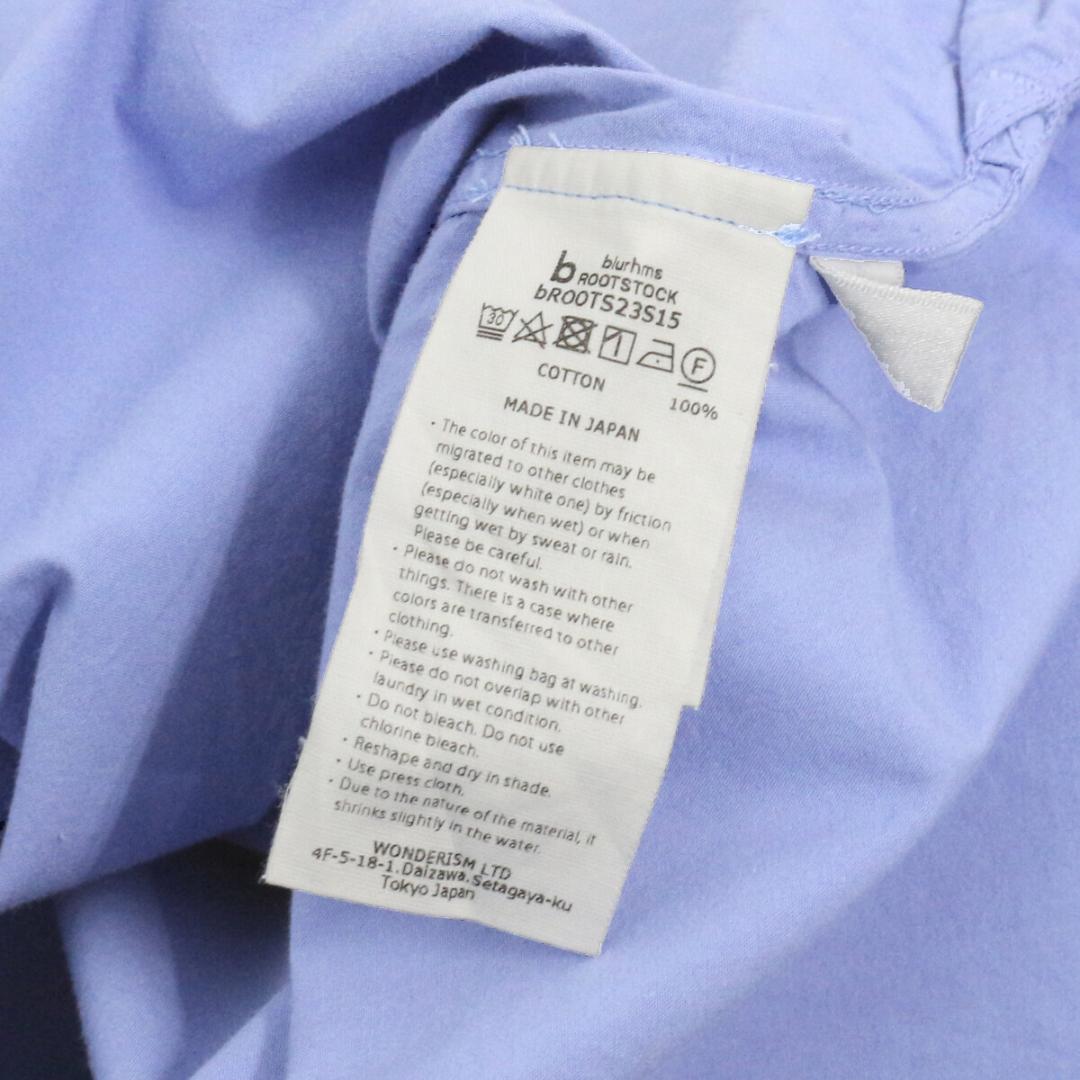 b blurhms
ROOTSTOCK
bROOTS23S15
30 F
COTTON 100%
MADE IN JAPAN
・The color of this item may be
migrated to other clothes
(especially white one) by friction
(especially when wet) or when
getting wet by sweat or rain.
Please be careful.
・Please do not wash with other
things. There is a case where
colors are transferred to other
clothing.
・Please use washing bag at washing.
・Please do not overlap with other
laundry in wet condition.
・Do not bleach. Do not use
chlorine bleach.
・Reshape and dry in shade.
・Use press cloth.
・Due to the nature of the material, it
shrinks slightly in the water.
WONDERISM LTD
4F-5-18-1.Daizawa.Setagaya-ku
Tokyo Japan